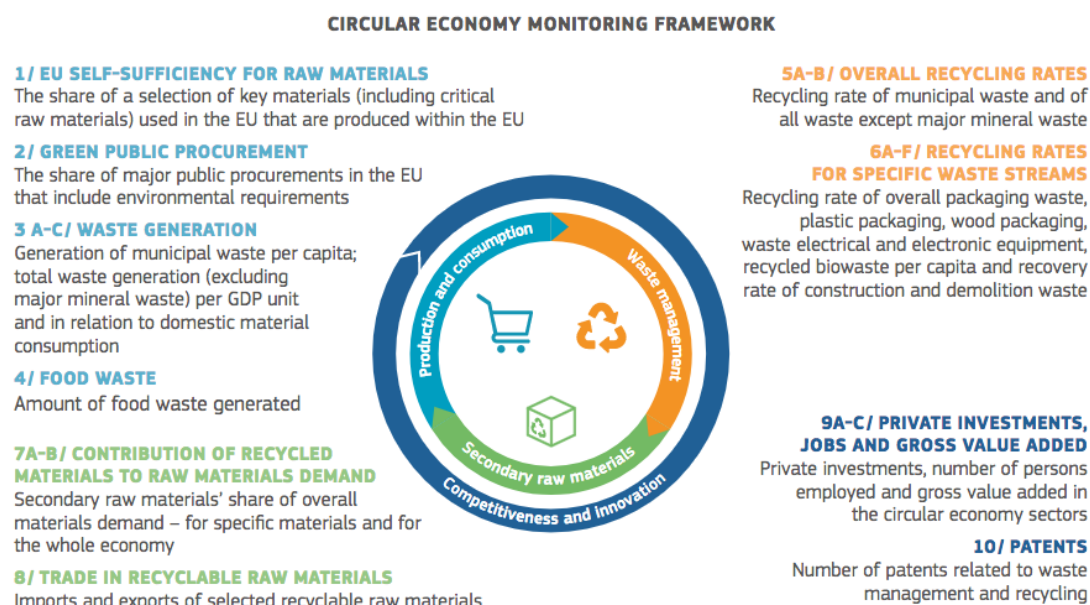 CIRCULAR ECONOMY MONITORING FRAMEWORK
1/ EU SELF-SUFFICIENCY FOR RAW MATERIALS
The share of a selection of key materials (including critical
raw materials) used in the EU that are produced within the EU
2/ GREEN PUBLIC PROCUREMENT
The share of major public procurements in the EU
that include environmental requirements
3 A-C/ WASTE GENERATION
Generation of municipal waste per capita;
total waste generation (excluding
major mineral waste) per GDP unit
and in relation to domestic material
consumption
4/ FOOD WASTE
Amount of food waste generated
7A-B/ CONTRIBUTION OF RECYCLED
MATERIALS TO RAW MATERIALS DEMAND
Secondary raw materials' share of overall
materials demand – for specific materials and for
the whole economy
8/ TRADE IN RECYCLABLE RAW MATERIALS
Imports and exports of selected recyclable raw materials
Production and consumption
Waste management
Secondary raw materials
Competitiveness and innovation
5A-B/ OVERALL RECYCLING RATES
Recycling rate of municipal waste and of
all waste except major mineral waste
6A-F/ RECYCLING RATES
FOR SPECIFIC WASTE STREAMS
Recycling rate of overall packaging waste,
plastic packaging, wood packaging,
waste electrical and electronic equipment,
recycled biowaste per capita and recovery
rate of construction and demolition waste
9A-C/ PRIVATE INVESTMENTS,
JOBS AND GROSS VALUE ADDED
Private investments, number of persons
employed and gross value added in
the circular economy sectors
10/ PATENTS
Number of patents related to waste
management and recycling